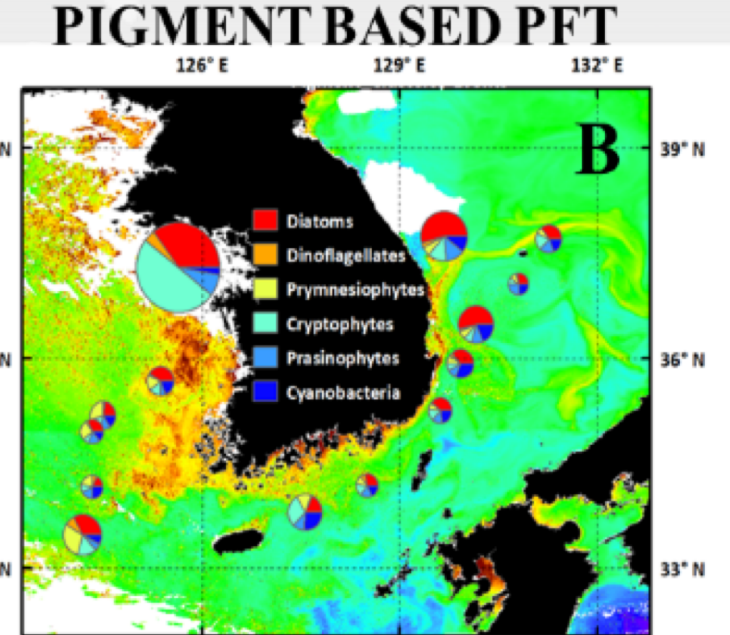 PIGMENT BASED PFT
126° E 129° E 132° E
N 39° N
B
Diatoms
Dinoflagellates
Prymnesiophytes
Cryptophytes
N 36° N
Prasinophytes
Cyanobacteria
N 33° N